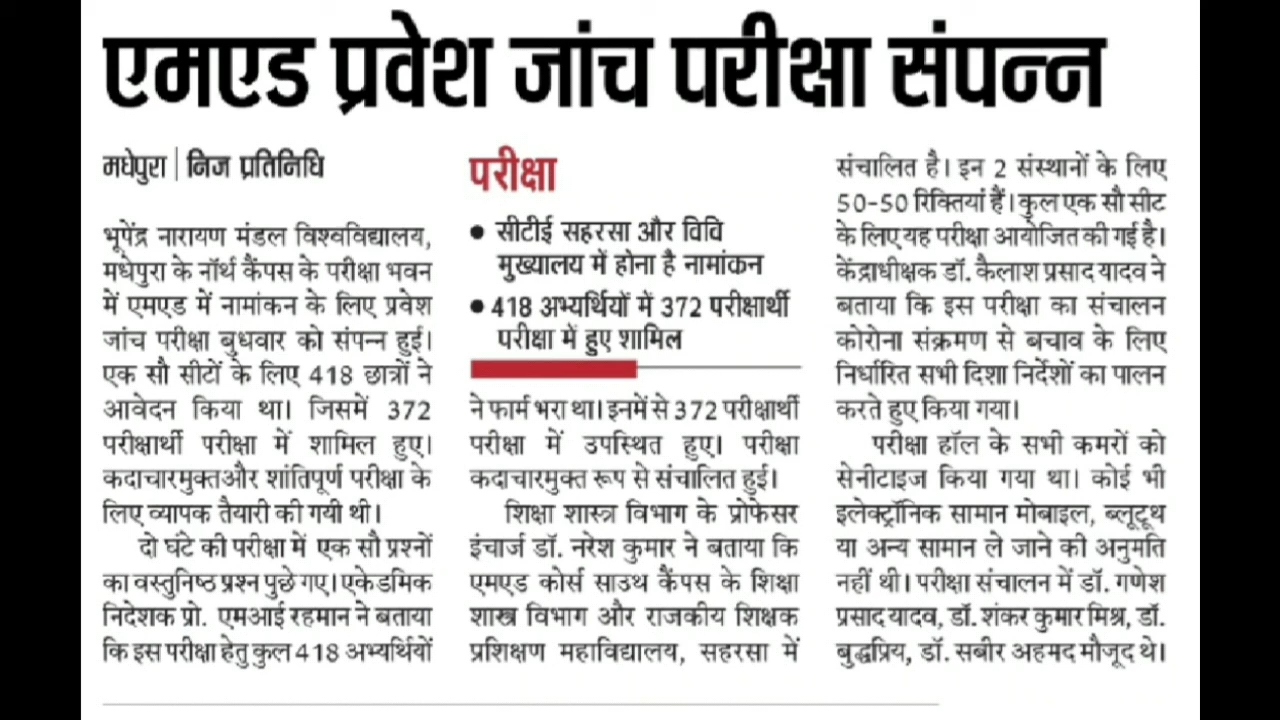 एमएड प्रवेश जांच परीक्षा संपन्न
मधेपुरा | निज प्रतिनिधि
भूपेंद्र नारायण मंडल विश्वविद्यालय,
मधेपुरा के नॉर्थ कैंपस के परीक्षा भवन
में एमएड में नामांकन के लिए प्रवेश
जांच परीक्षा बुधवार को संपन्न हुई।
एक सौ सीटों के लिए 418 छात्रों ने
आवेदन किया था। जिसमें 372
परीक्षार्थी परीक्षा में शामिल हुए।
कदाचारमुक्तऔर शांतिपूर्ण परीक्षा के
लिए व्यापक तैयारी की गयी थी।
दो घंटे की परीक्षा में एक सौ प्रश्नों
का वस्तुनिष्ठ प्रश्न पुछे गए। एकेडमिक
निदेशक प्रो. एमआई रहमान ने बताया
कि इस परीक्षा हेतु कुल 418 अभ्यर्थियों
परीक्षा
• सीटीई सहरसा और विवि
मुख्यालय में होना है नामांकन
• 418 अभ्यर्थियों में 372 परीक्षार्थी
परीक्षा में हुए शामिल
ने फार्म भरा था। इनमें से 372 परीक्षार्थी
परीक्षा में उपस्थित हुए। परीक्षा
कदाचारमुक्त रूप से संचालित हुई।
शिक्षा शास्त्र विभाग के प्रोफेसर
इंचार्ज डॉ. नरेश कुमार ने बताया कि
एमएड कोर्स साउथ कैंपस के शिक्षा
शास्त्र विभाग और राजकीय शिक्षक
प्रशिक्षण महाविद्यालय, सहरसा में
संचालित है। इन 2 संस्थानों के लिए
50-50 रिक्तियां हैं। कुल एक सौ सीट
के लिए यह परीक्षा आयोजित की गई है।
केंद्राधीक्षक डॉ. कैलाश प्रसाद यादव ने
बताया कि इस परीक्षा का संचालन
कोरोना संक्रमण से बचाव के लिए
निर्धारित सभी दिशा निर्देशों का पालन
करते हुए किया गया।
परीक्षा हॉल के सभी कमरों को
सेनीटाइज किया गया था। कोई भी
इलेक्ट्रॉनिक सामान मोबाइल, ब्लूटूथ
या अन्य सामान ले जाने की अनुमति
नहीं थी। परीक्षा संचालन में डॉ. गणेश
प्रसाद यादव, डॉ. शंकर कुमार मिश्र, डॉ.
बुद्धप्रिय, डॉ. सबीर अहमद मौजूद थे।